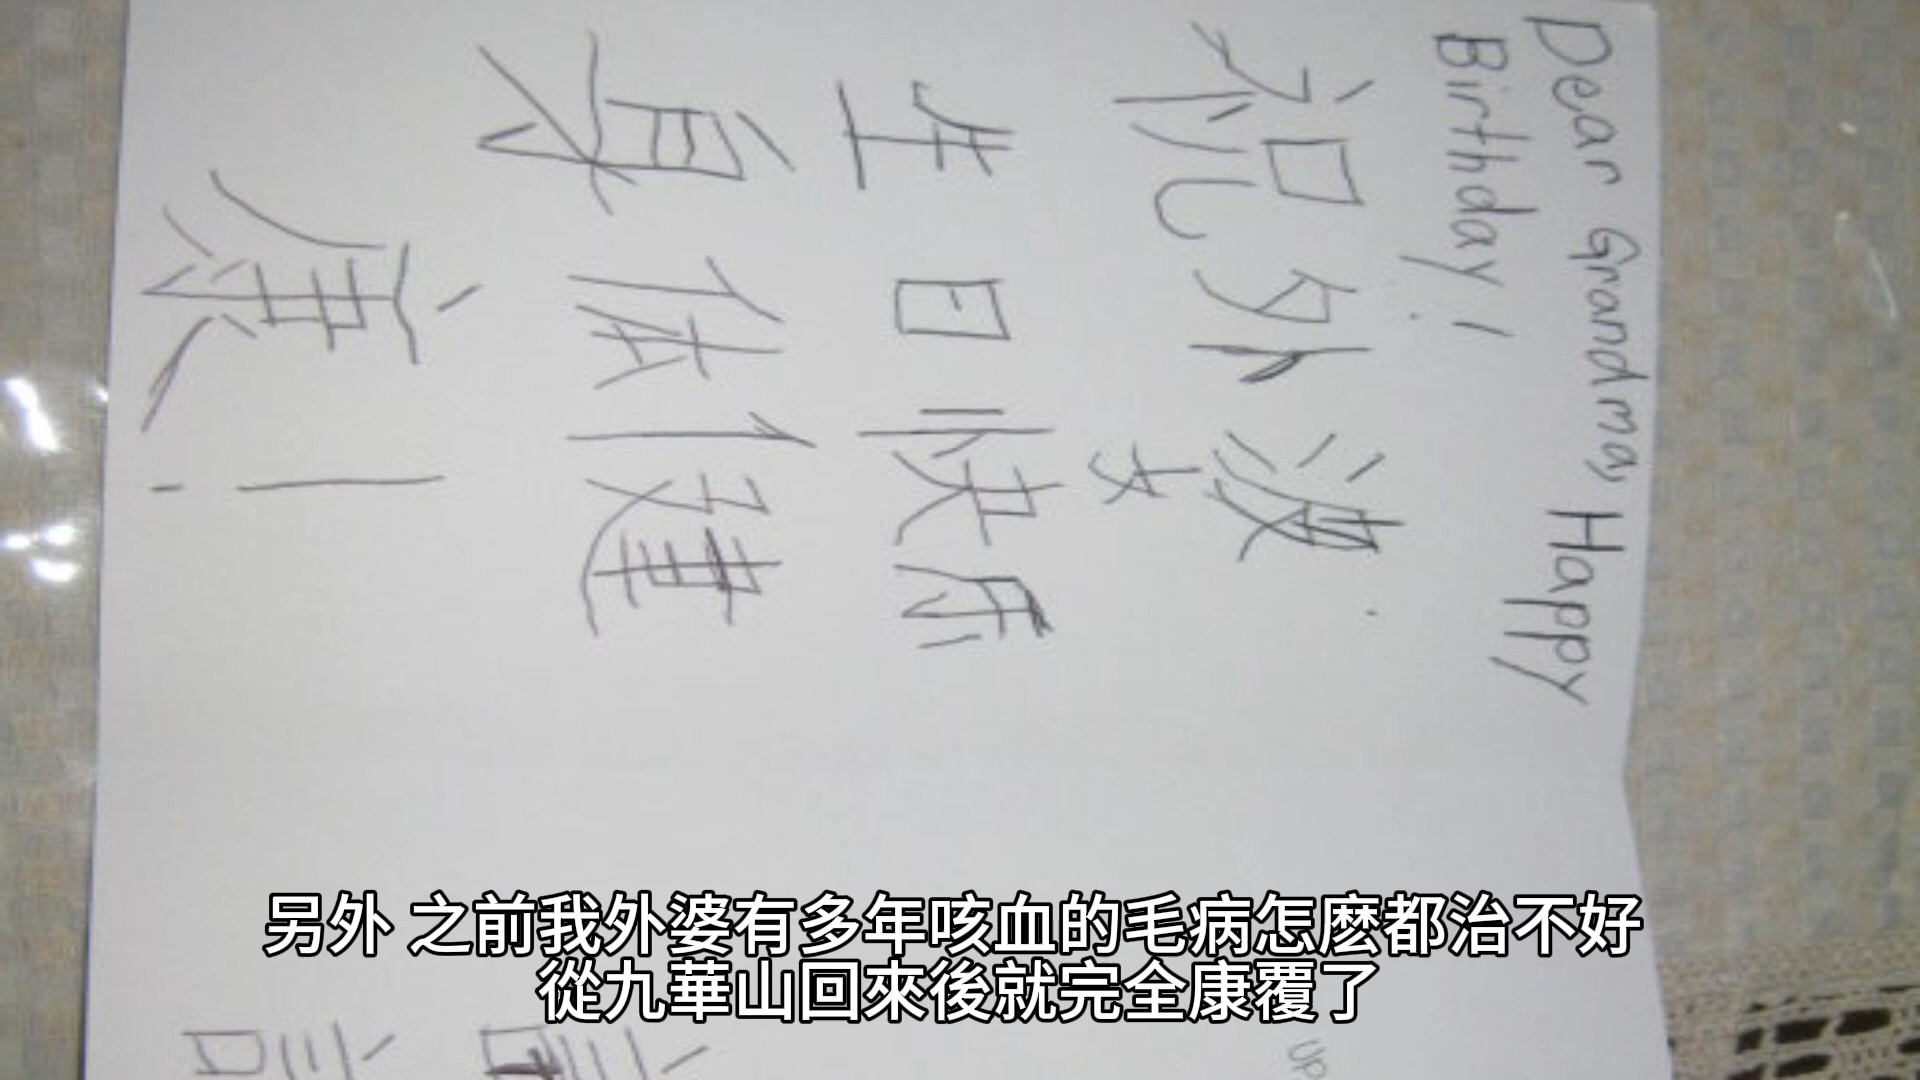 Dear Grandma, Happy
Birthday!
祝外婆
生日快乐
身体健
康!
up
另外 之前我外婆有多年咳血的毛病怎麽都治不好
從九華山回來後就完全康覆了